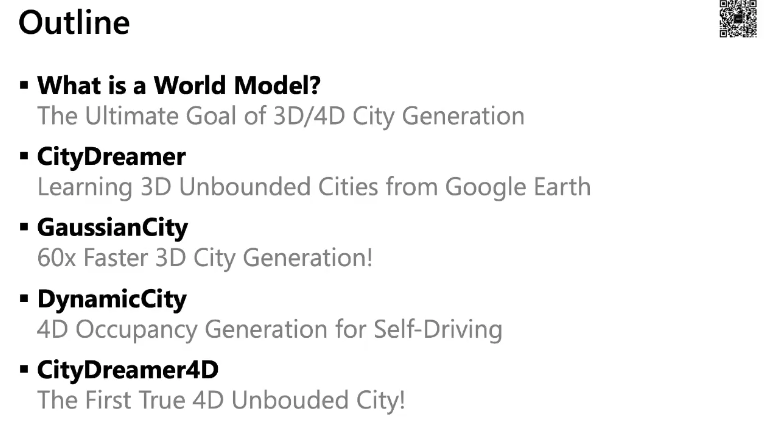 Outline
▪ What is a World Model?
The Ultimate Goal of 3D/4D City Generation
▪ CityDreamer
Learning 3D Unbounded Cities from Google Earth
▪ GaussianCity
60x Faster 3D City Generation!
▪ DynamicCity
4D Occupancy Generation for Self-Driving
▪ CityDreamer4D
The First True 4D Unbouded City!